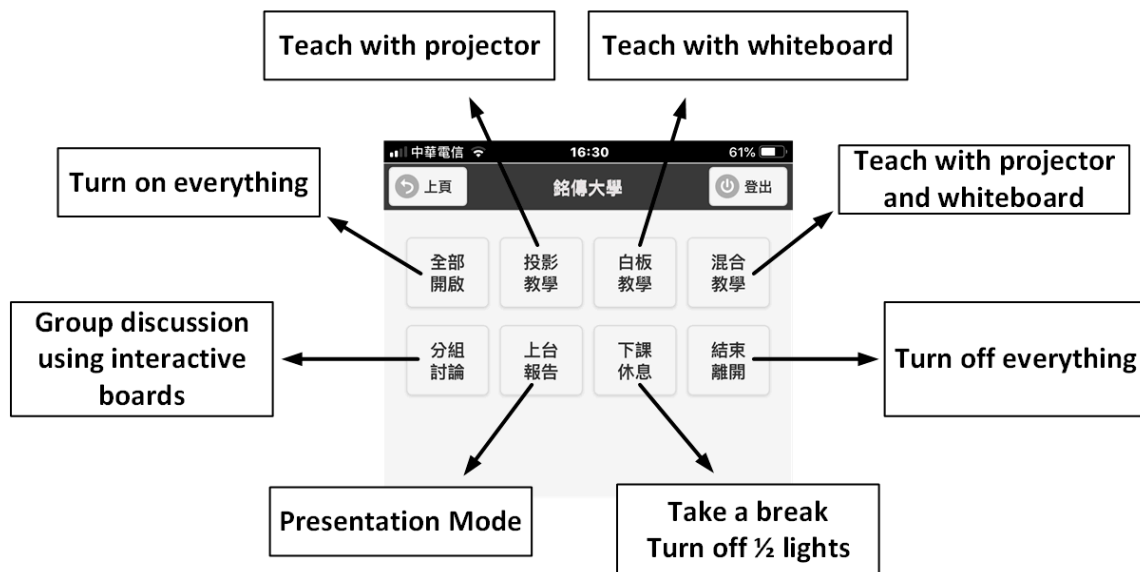 Teach with projector
Teach with whiteboard
中華電信
16:30
61%
Turn on everything
上頁
銘傳大學
登出
Teach with projector
and whiteboard
全部
開啟
投影
教學
白板
教學
混合
教學
Group discussion
using interactive
boards
分組
討論
上台
報告
下課
休息
結束
離開
Turn off everything
Presentation Mode
Take a break
Turn off ½ lights